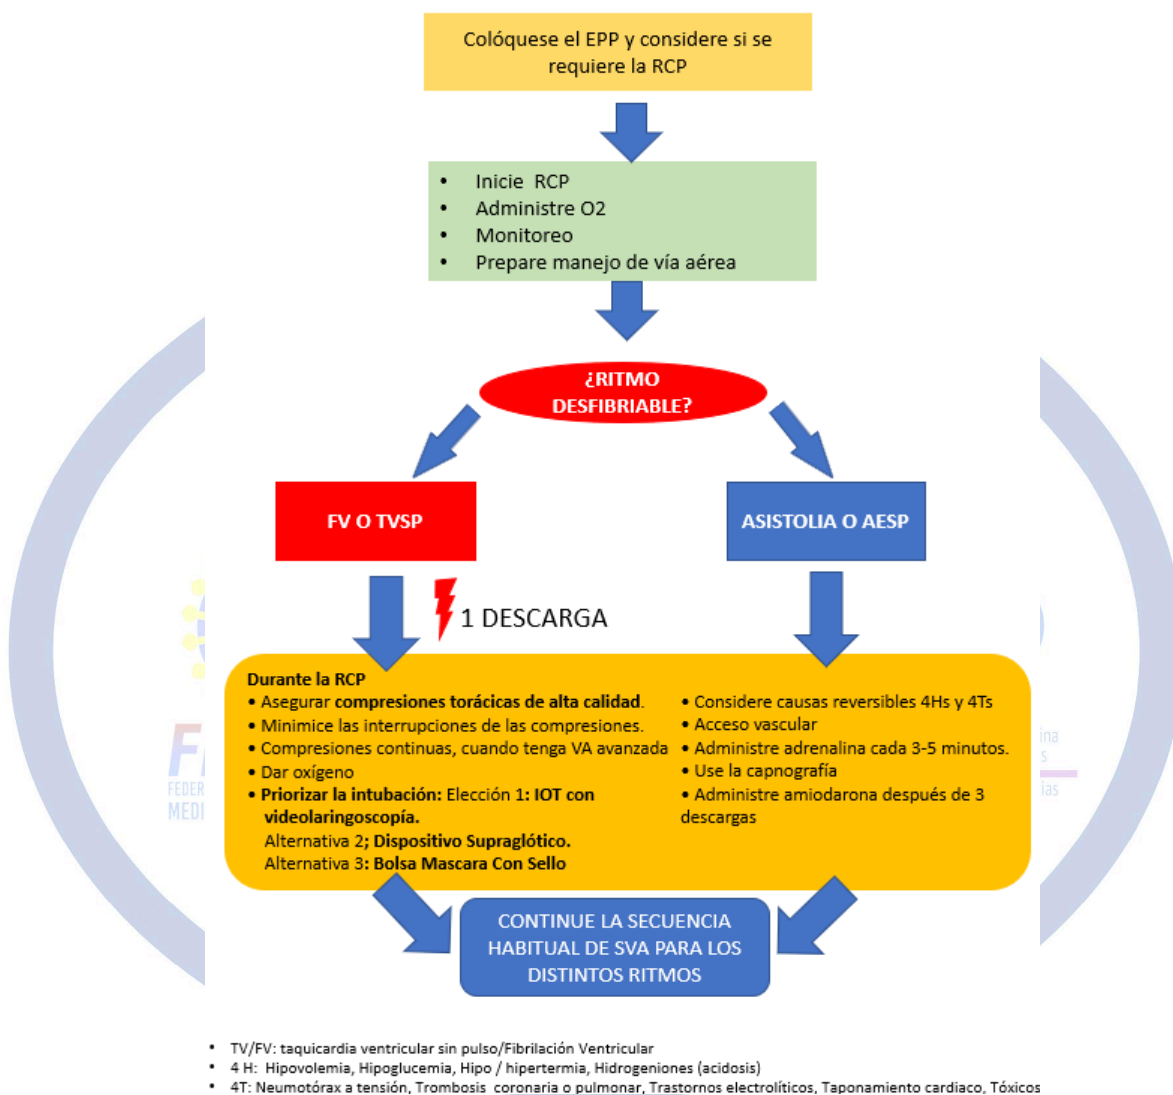 Colóquese el EPP y considere si se
requiere la RCP
• Inicie RCP
• Administre O2
• Monitoreo
• Prepare manejo de vía aérea
¿RITMO
DESFIBRIABLE?
FV O TVSP
ASISTOLIA O AESP
1 DESCARGA
Durante la RCP
• Asegurar compresiones torácicas de alta calidad.
• Minimice las interrupciones de las compresiones.
• Compresiones continuas, cuando tenga VA avanzada
• Dar oxígeno
• Priorizar la intubación: Elección 1: IOT con
videolaringoscopía.
Alternativa 2; Dispositivo Supraglótico.
Alternativa 3: Bolsa Mascara Con Sello
• Considere causas reversibles 4Hs y 4Ts
• Acceso vascular
• Administre adrenalina cada 3-5 minutos.
• Use la capnografía
• Administre amiodarona después de 3
descargas
CONTINUE LA SECUENCIA
HABITUAL DE SVA PARA LOS
DISTINTOS RITMOS
• TV/FV: taquicardia ventricular sin pulso/Fibrilación Ventricular
• 4 H: Hipovolemia, Hipoglucemia, Hipo / hipertermia, Hidrogeniones (acidosis)
• 4T: Neumotórax a tensión, Trombosis coronaria o pulmonar, Trastornos electrolíticos, Taponamiento cardiaco, Tóxicos